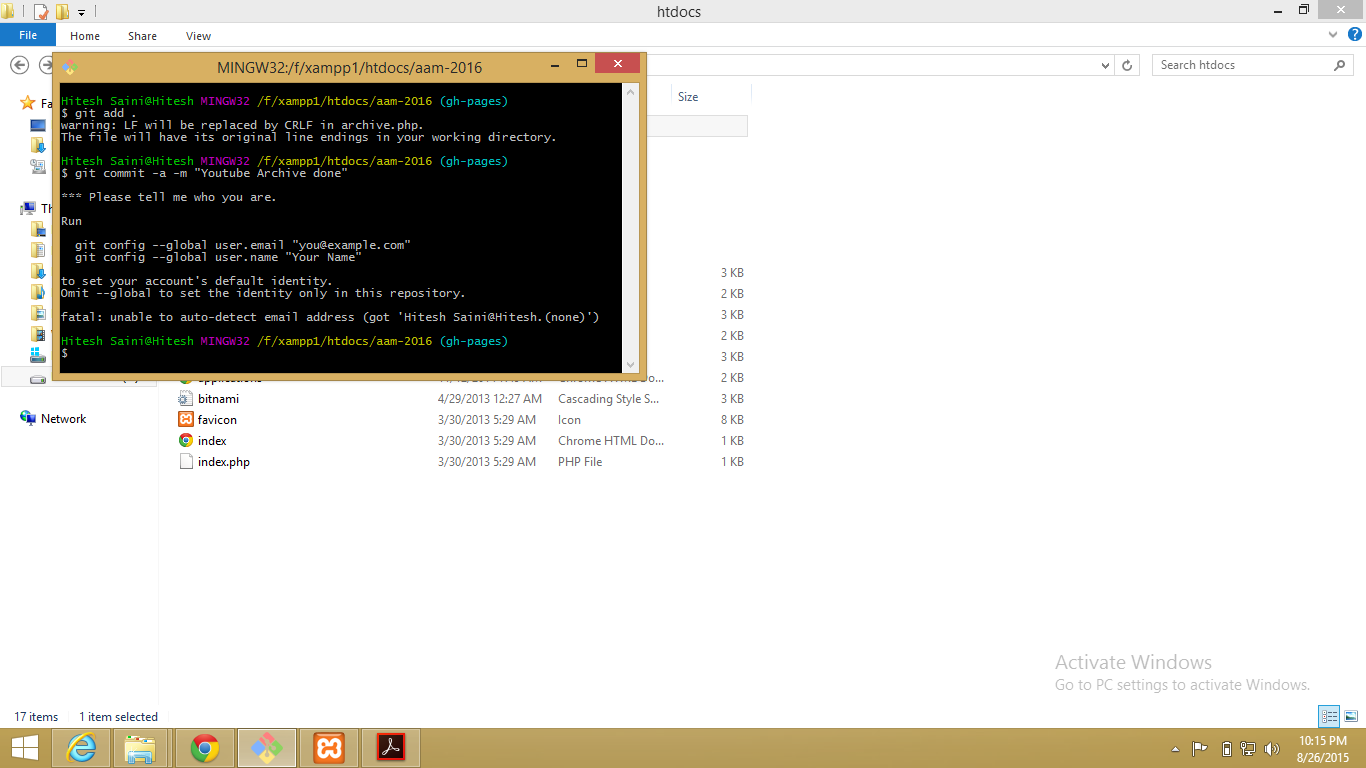 htdocs
File Home Share View
MINGW32:/f/xampp1/htdocs/aam-2016
Search htdocs
Size
Hitesh Saini@Hitesh MINGW32 /f/xampp1/htdocs/aam-2016 (gh-pages)
$ git add .
warning: LF will be replaced by CRLF in archive.php.
The file will have its original line endings in your working directory.
Hitesh Saini@Hitesh MINGW32 /f/xampp1/htdocs/aam-2016 (gh-pages)
$ git commit -a -m "Youtube Archive done"
*** Please tell me who you are.
Run
git config --global user.email "you@example.com"
git config --global user.name "Your Name"
to set your account's default identity.
Omit --global to set the identity only in this repository.
fatal: unable to auto-detect email address (got 'Hitesh Saini@Hitesh.(none)')
Hitesh Saini@Hitesh MINGW32 /f/xampp1/htdocs/aam-2016 (gh-pages)
$
Fa
Th
3 KB
2 KB
3 KB
2 KB
3 KB
2 KB
bitnami 4/29/2013 12:27 AM Cascading Style S... 3 KB
favicon 3/30/2013 5:29 AM Icon 8 KB
index 3/30/2013 5:29 AM Chrome HTML Do... 1 KB
index.php 3/30/2013 5:29 AM PHP File 1 KB
Network
Activate Windows
Go to PC settings to activate Windows.
17 items 1 item selected
10:15 PM
8/26/2015